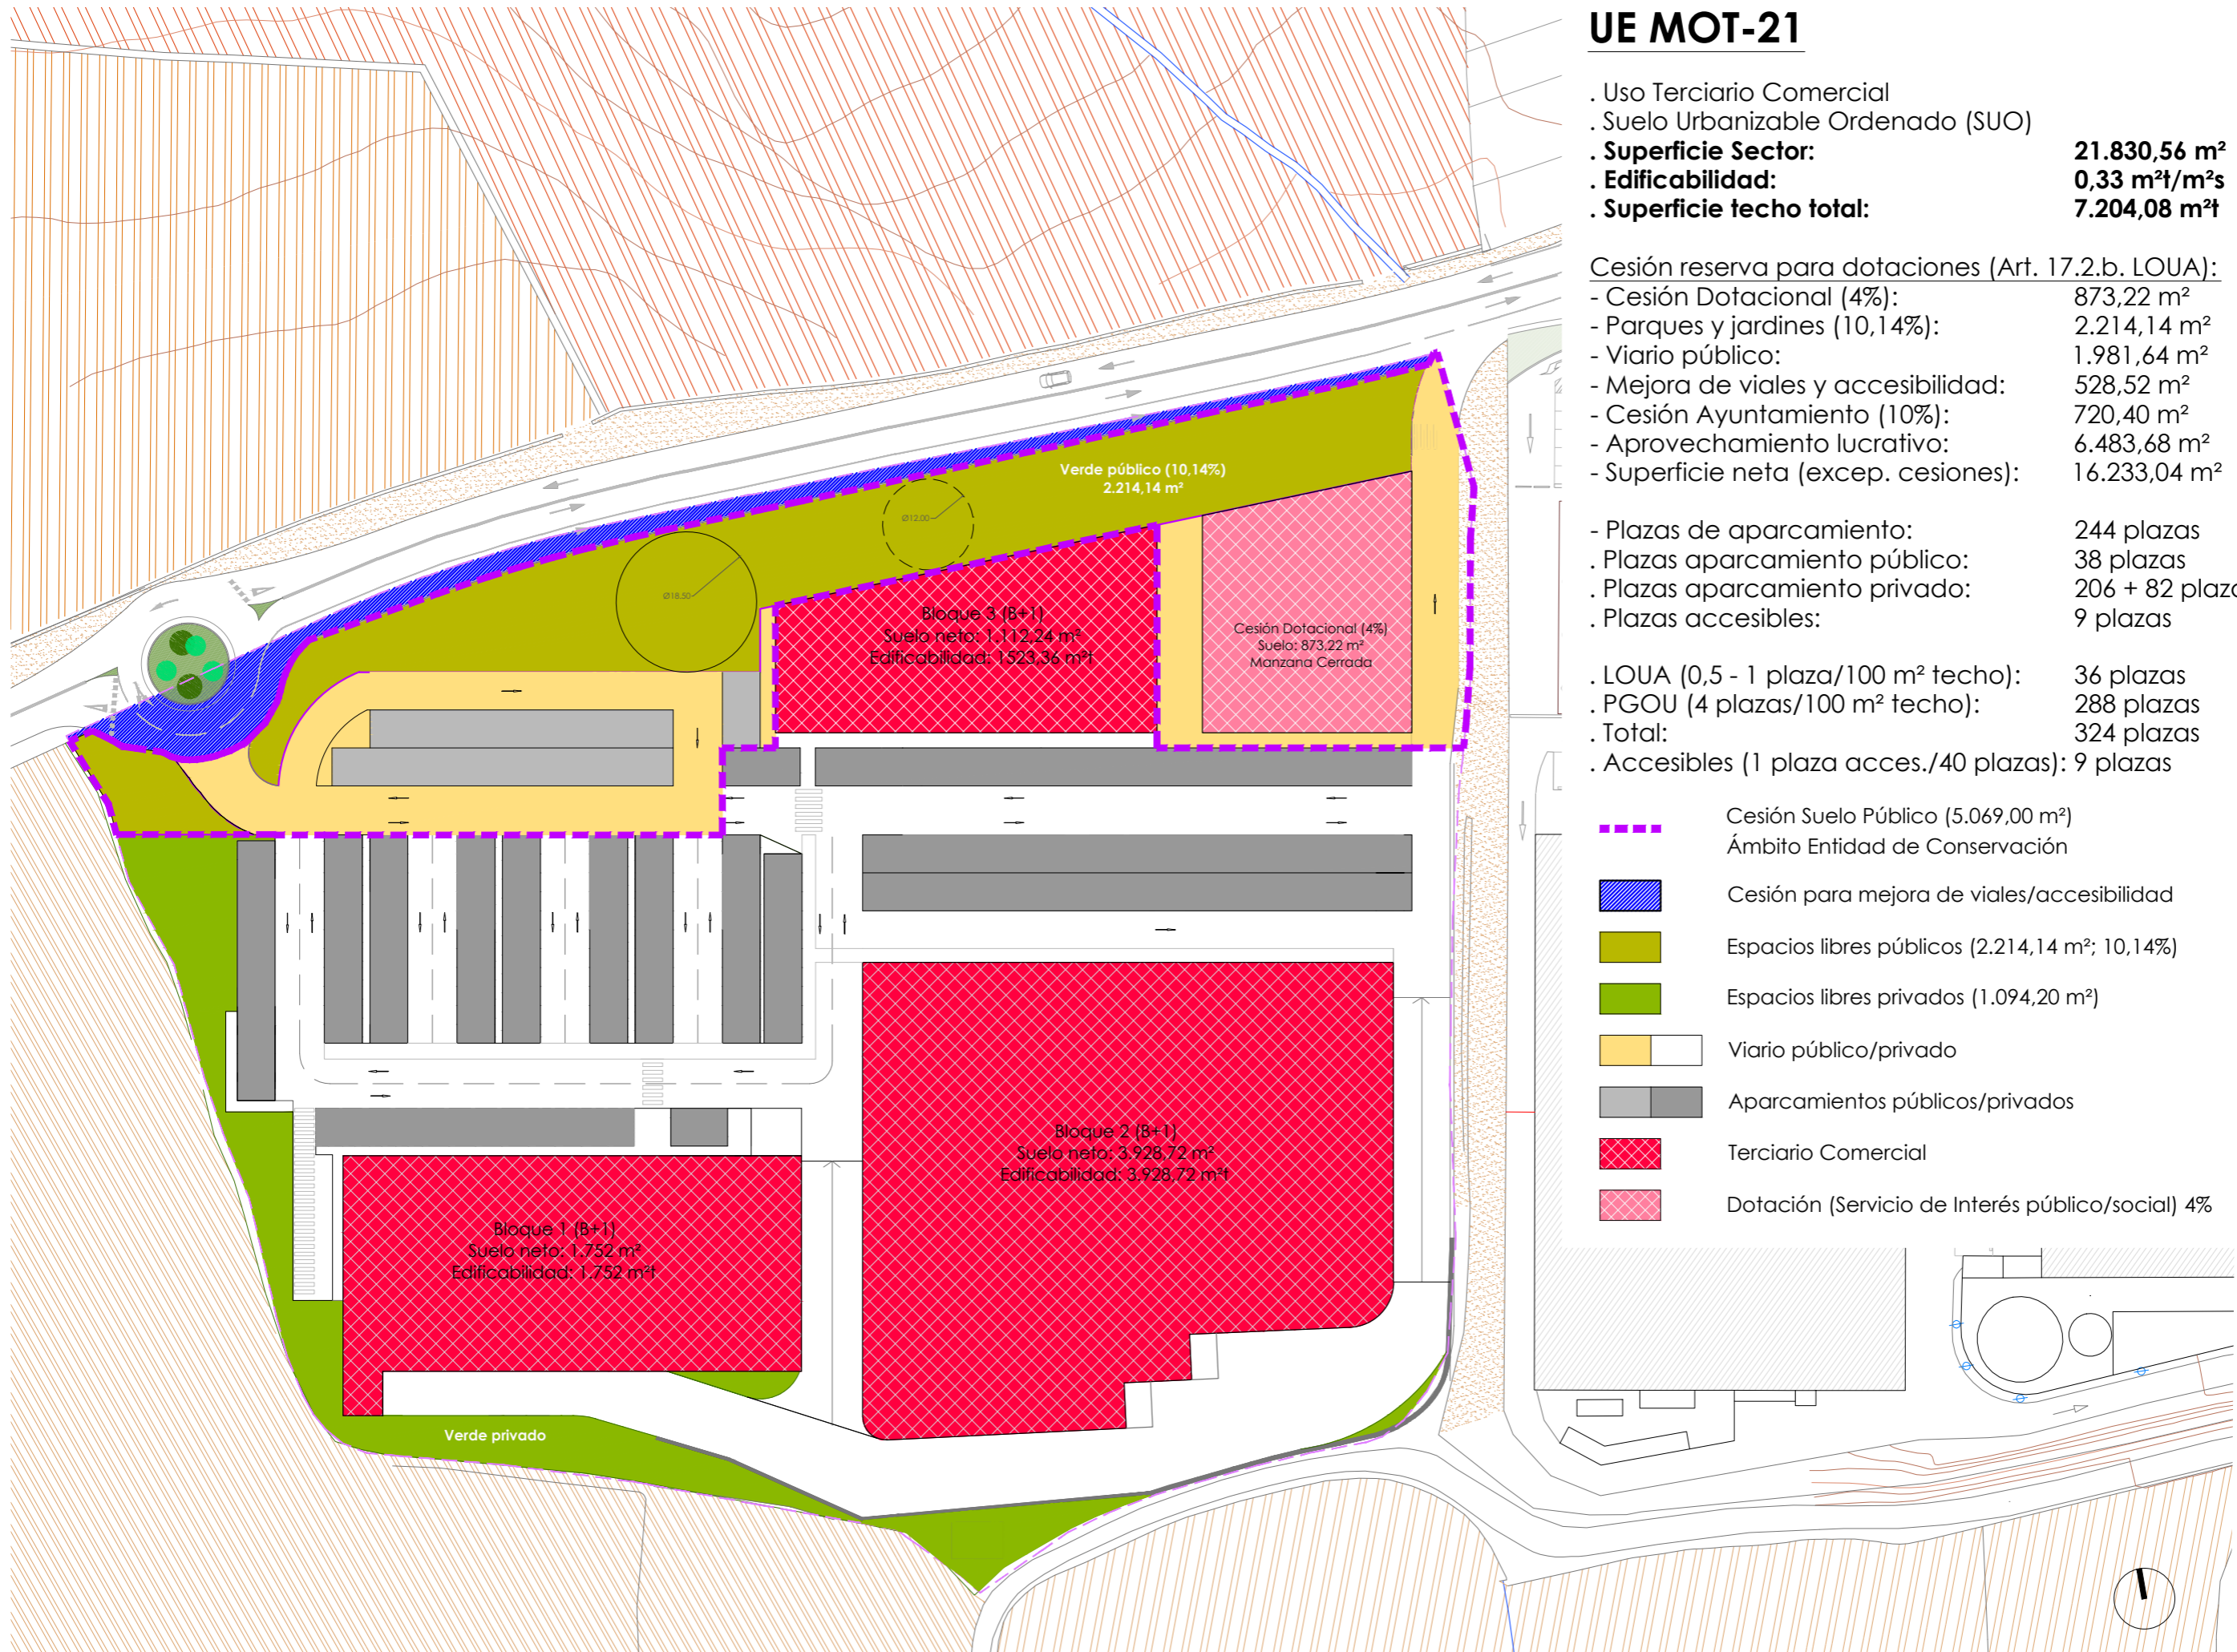 UE MOT-21
. Uso Terciario Comercial
. Suelo Urbanizable Ordenado (SUO)
. Superficie Sector: 21.830,56 m²
. Edificabilidad: 0,33 m²t/m²s
. Superficie techo total: 7.204,08 m²t
Cesión reserva para dotaciones (Art. 17.2.b. LOUA):
- Cesión Dotacional (4%): 873,22 m²
- Parques y jardines (10,14%): 2.214,14 m²
- Viario público: 1.981,64 m²
- Mejora de viales y accesibilidad: 528,52 m²
- Cesión Ayuntamiento (10%): 720,40 m²
- Aprovechamiento lucrativo: 6.483,68 m²
- Superficie neta (excep. cesiones): 16.233,04 m²
- Plazas de aparcamiento: 244 plazas
. Plazas aparcamiento público: 38 plazas
. Plazas aparcamiento privado: 206 + 82 plaza
. Plazas accesibles: 9 plazas
. LOUA (0,5 - 1 plaza/100 m² techo): 36 plazas
. PGOU (4 plazas/100 m² techo): 288 plazas
. Total: 324 plazas
. Accesibles (1 plaza acces./40 plazas): 9 plazas
Cesión Suelo Público (5.069,00 m²)
Ámbito Entidad de Conservación
Cesión para mejora de viales/accesibilidad
Espacios libres públicos (2.214,14 m²; 10,14%)
Espacios libres privados (1.094,20 m²)
Viario público/privado
Aparcamientos públicos/privados
Terciario Comercial
Dotación (Servicio de Interés público/social) 4%
Verde público (10,14%)
2.214,14 m²
Ø12.00
Ø18.50
Bloque 3 (B+1)
Suelo neto: 1.112,24 m²
Edificabilidad: 1523,36 m²t
Cesión Dotacional (4%)
Suelo: 873,22 m²
Manzana Cerrada
Bloque 2 (B+1)
Suelo neto: 3.928,72 m²
Edificabilidad: 3.928,72 m²t
Bloque 1 (B+1)
Suelo neto: 1.752 m²
Edificabilidad: 1.752 m²t
Verde privado